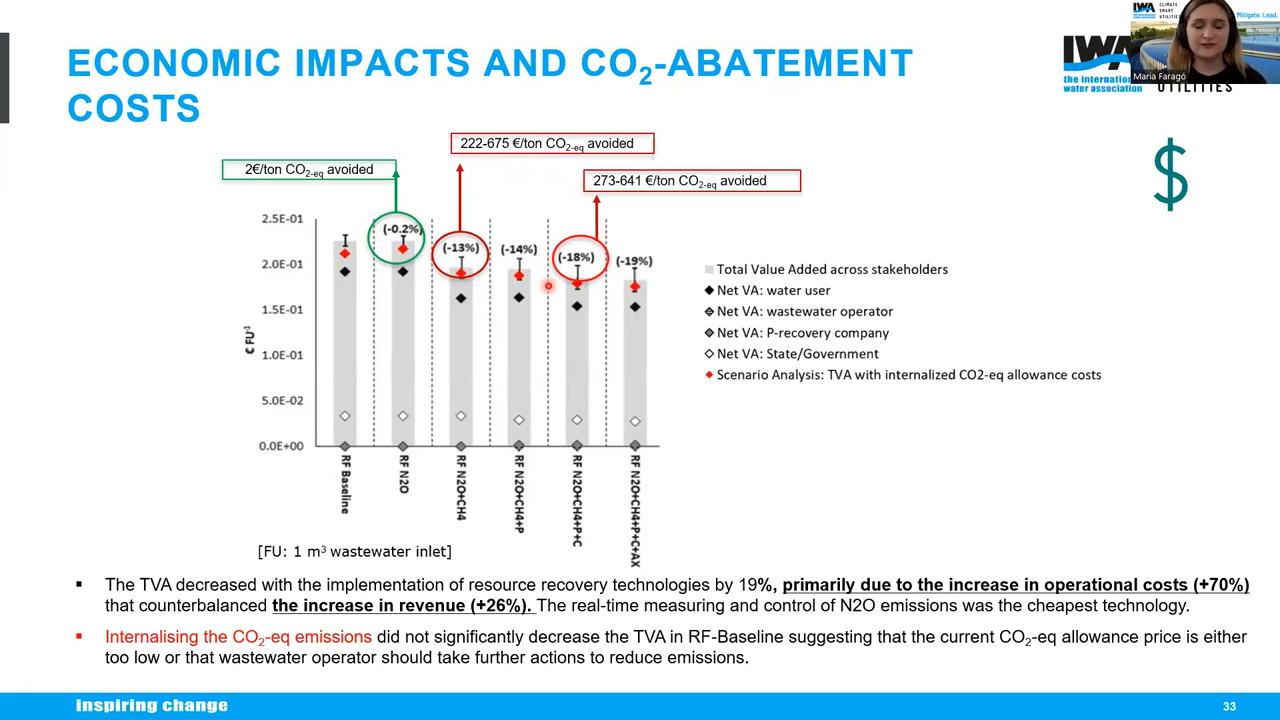 ECONOMIC IMPACTS AND CO₂-ABATEMENT
COSTS
IWA
the internation
water association
UTILITIES
IWA
CLIMATE
SMART
UTILITIES
Mitigate. Lead.
Maria Faragó
$
222-675 €/ton CO2-eq avoided
2€/ton CO2-eq avoided
273-641 €/ton CO2-eq avoided
2.5E-01
2.0E-01
1.5E-01
1.0E-01
5.0E-02
0.0E+00
€ FU⁻¹
(-0.2%)
(-13%)
(-14%)
(-18%)
(-19%)
RF Baseline
RF N2O
RF N2O+CH4
RF N2O+CH4+P
RF N2O+CH4+P+C
RF N2O+CH4+P+C+AX
Total Value Added across stakeholders
Net VA: water user
Net VA: wastewater operator
Net VA: P-recovery company
Net VA: State/Government
Scenario Analysis: TVA with internalized CO2-eq allowance costs
[FU: 1 m³ wastewater inlet]
▪ The TVA decreased with the implementation of resource recovery technologies by 19%, primarily due to the increase in operational costs (+70%)
that counterbalanced the increase in revenue (+26%). The real-time measuring and control of N2O emissions was the cheapest technology.
▪ Internalising the CO₂-eq emissions did not significantly decrease the TVA in RF-Baseline suggesting that the current CO₂-eq allowance price is either
too low or that wastewater operator should take further actions to reduce emissions.
inspiring change
33